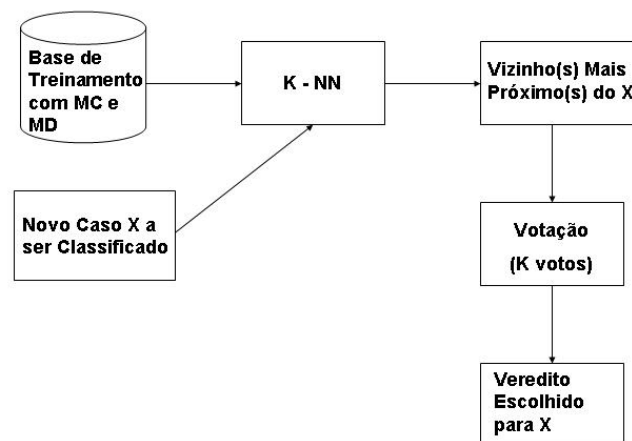 Base de
Treinamento
com MC e
MD
K - NN
Vizinho(s) Mais
Próximo(s) do X
Novo Caso X a
ser Classificado
Votação
(K votos)
Veredito
Escolhido
para X